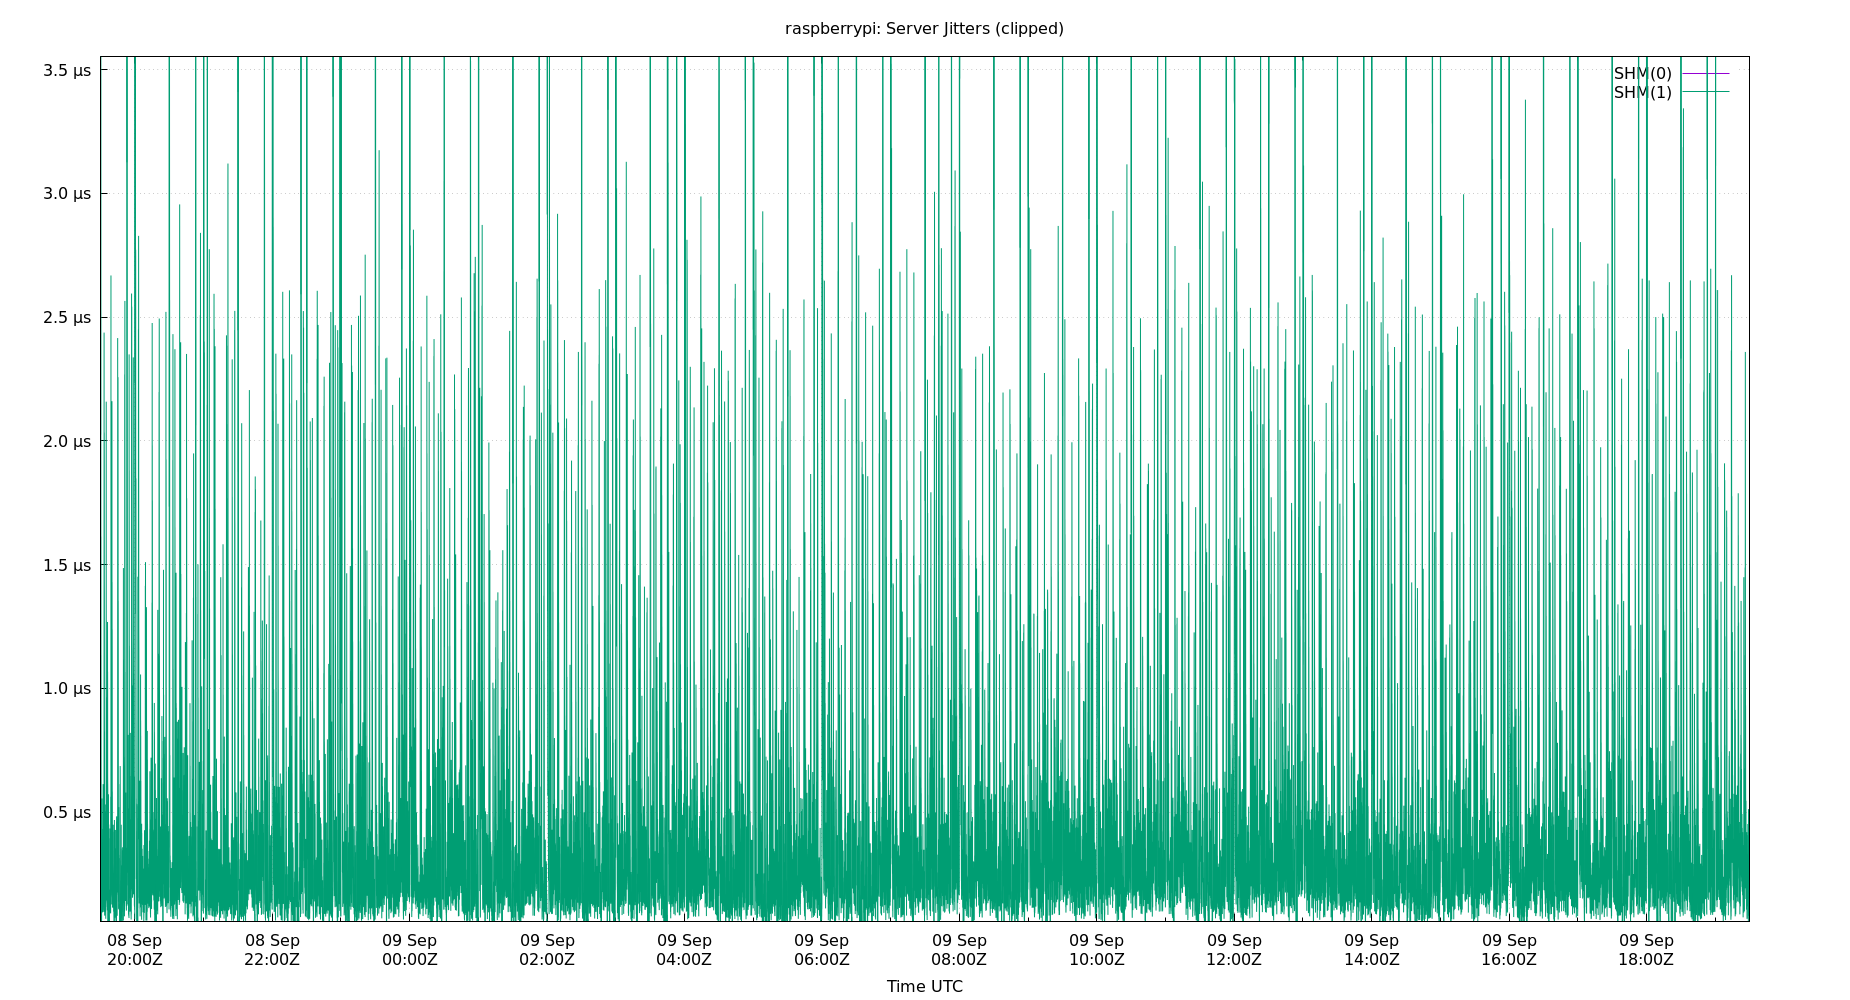 raspberrypi: Server Jitters (clipped)
3.5 µs
3.0 µs
2.5 µs
2.0 µs
1.5 µs
1.0 µs
0.5 µs
SHM(0)
SHM(1)
08 Sep 08 Sep 09 Sep 09 Sep 09 Sep 09 Sep 09 Sep 09 Sep 09 Sep 09 Sep 09 Sep 09 Sep
20:00Z 22:00Z 00:00Z 02:00Z 04:00Z 06:00Z 08:00Z 10:00Z 12:00Z 14:00Z 16:00Z 18:00Z
Time UTC